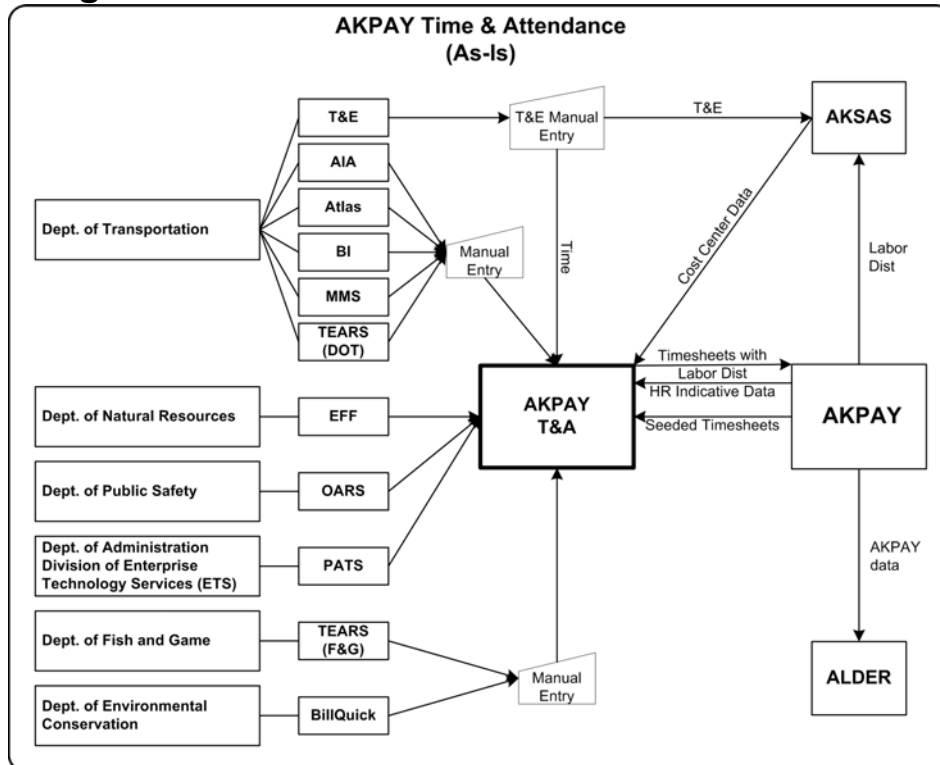 AKPAY Time & Attendance
(As-Is)
T&E
T&E Manual
Entry
T&E
AKSAS
AIA
Atlas
Dept. of Transportation
BI
Manual
Entry
Time
Cost Center Data
Labor
Dist
MMS
TEARS
(DOT)
Timesheets with
Labor Dist
HR Indicative Data
Seeded Timesheets
AKPAY
T&A
AKPAY
Dept. of Natural Resources
EFF
Dept. of Public Safety
OARS
Dept. of Administration
Division of Enterprise
Technology Services (ETS)
PATS
AKPAY
data
Dept. of Fish and Game
TEARS
(F&G)
Manual
Entry
ALDER
Dept. of Environmental
Conservation
BillQuick